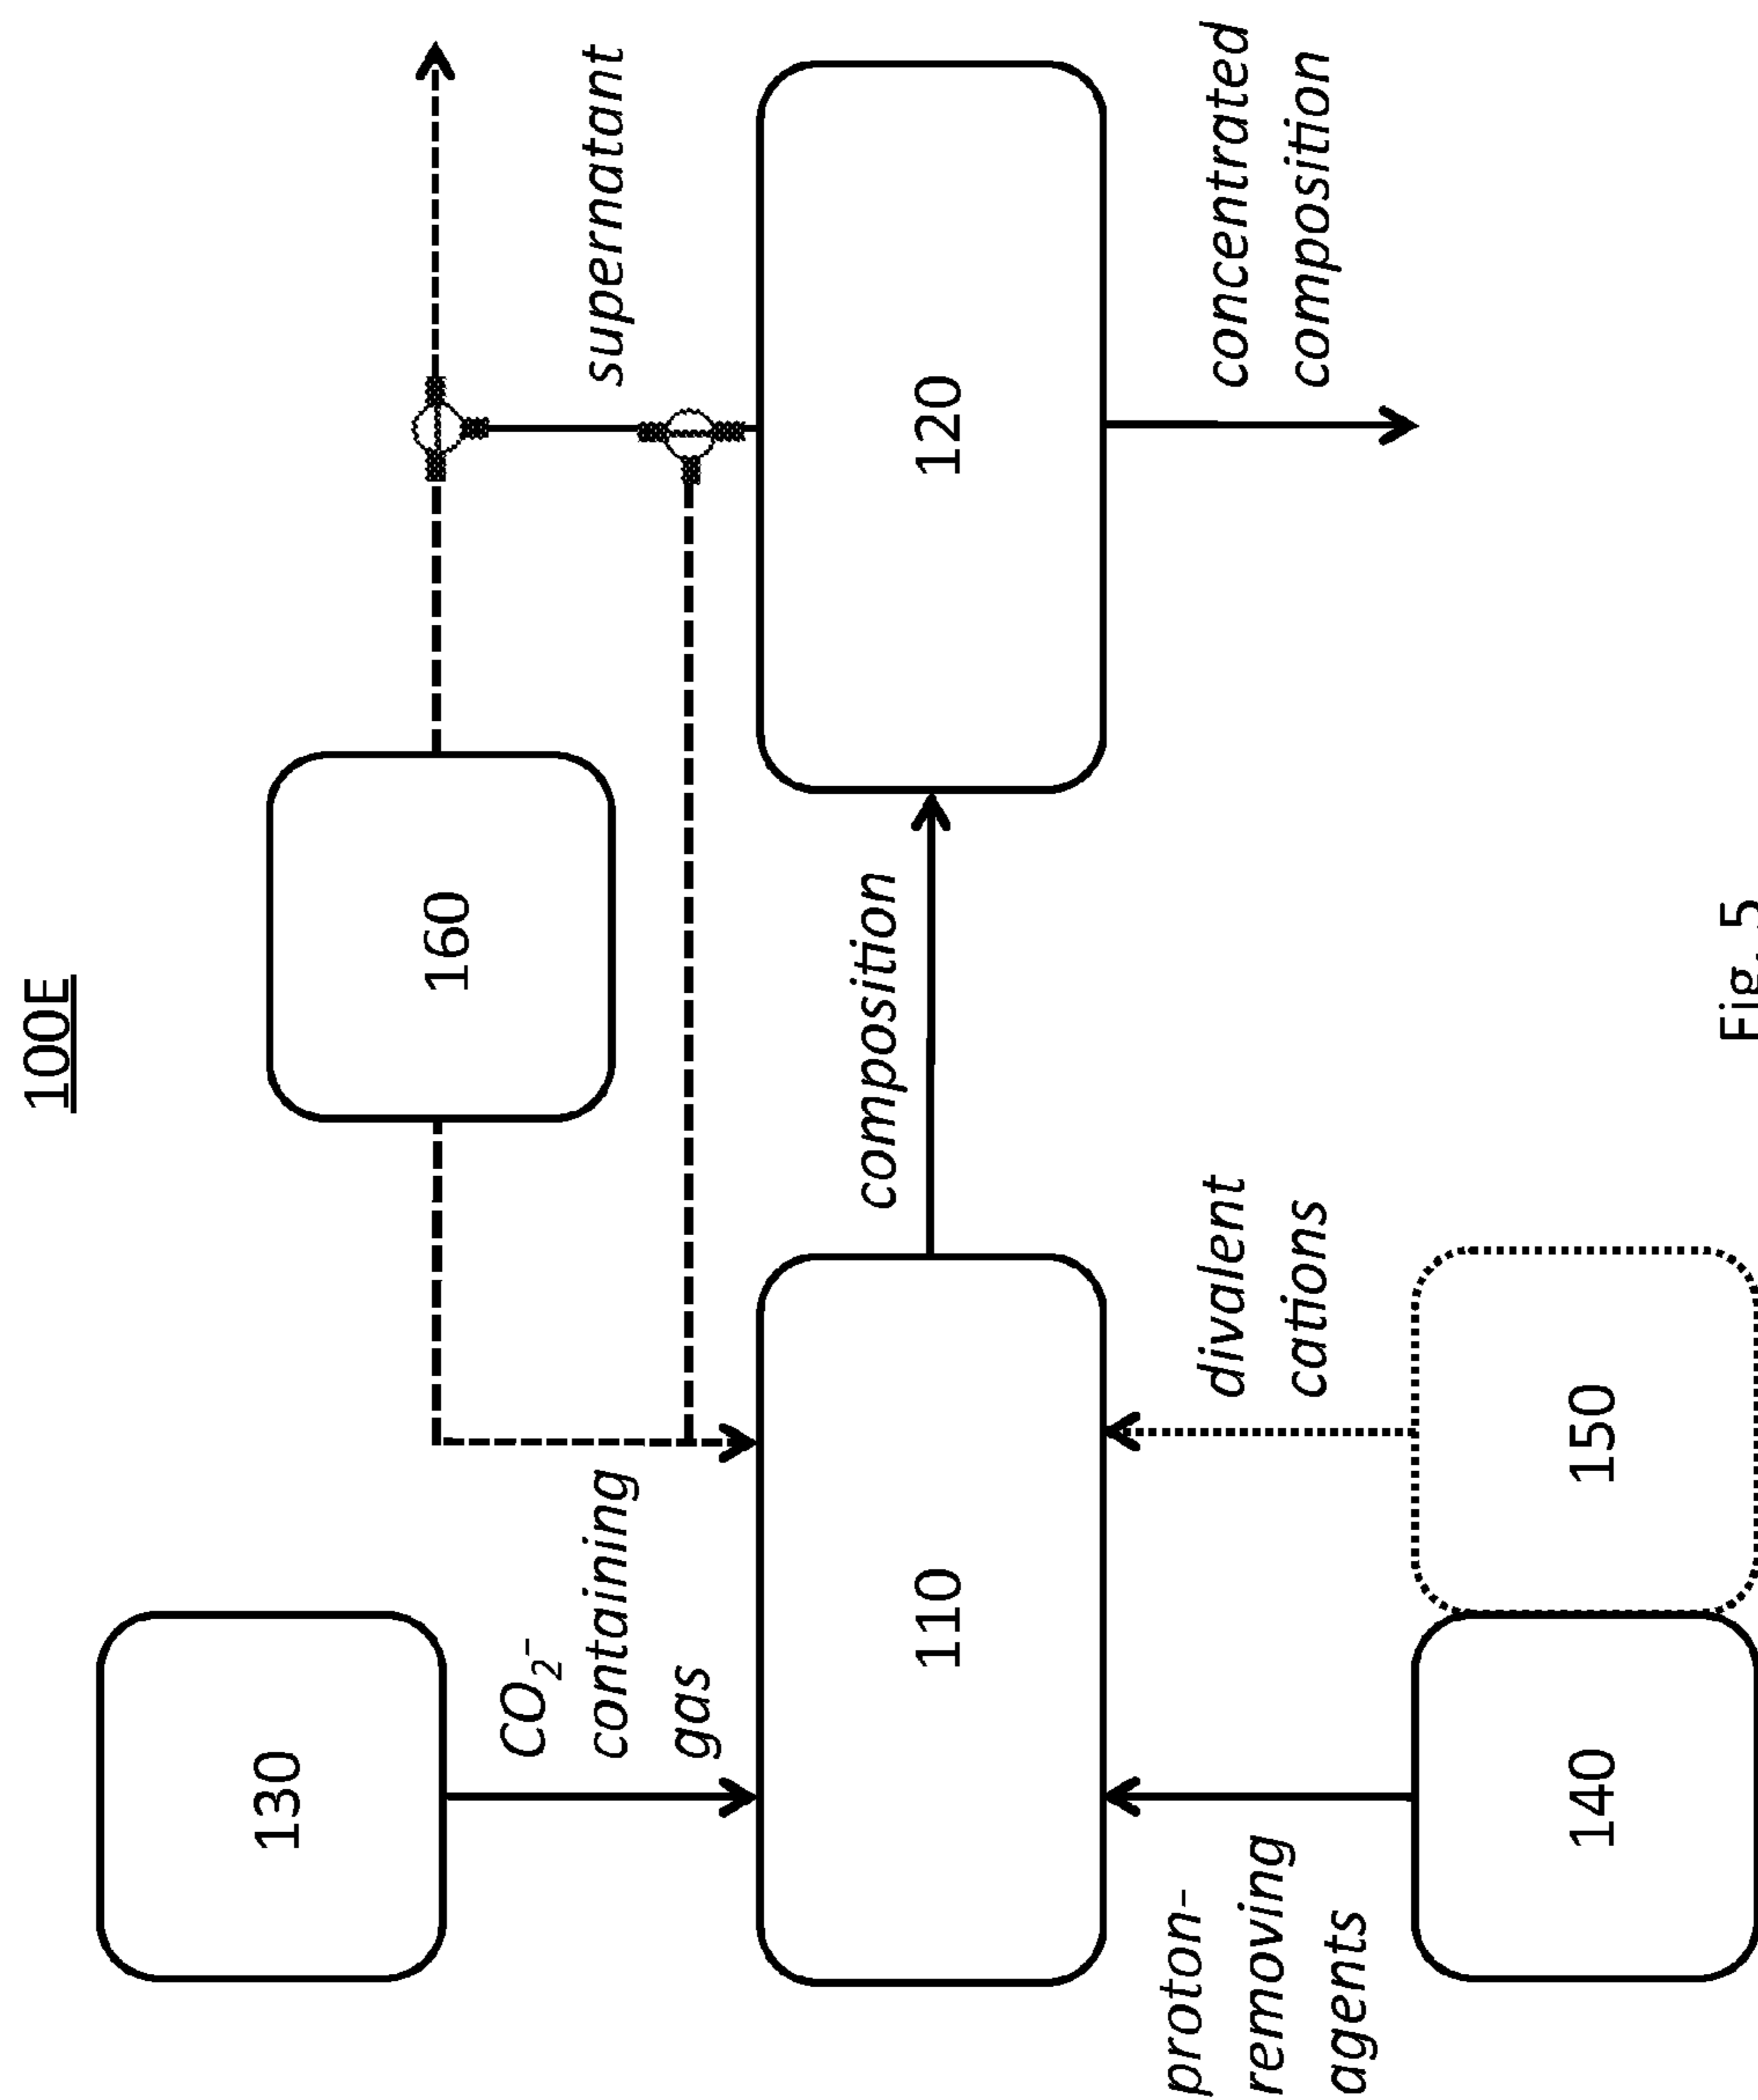 100E
130
160
CO₂⁻
containing
gas
supernatant
composition
110
120
proton-
removing
agents
divalent
cations
concentrated
composition
140
150
Fig. 5